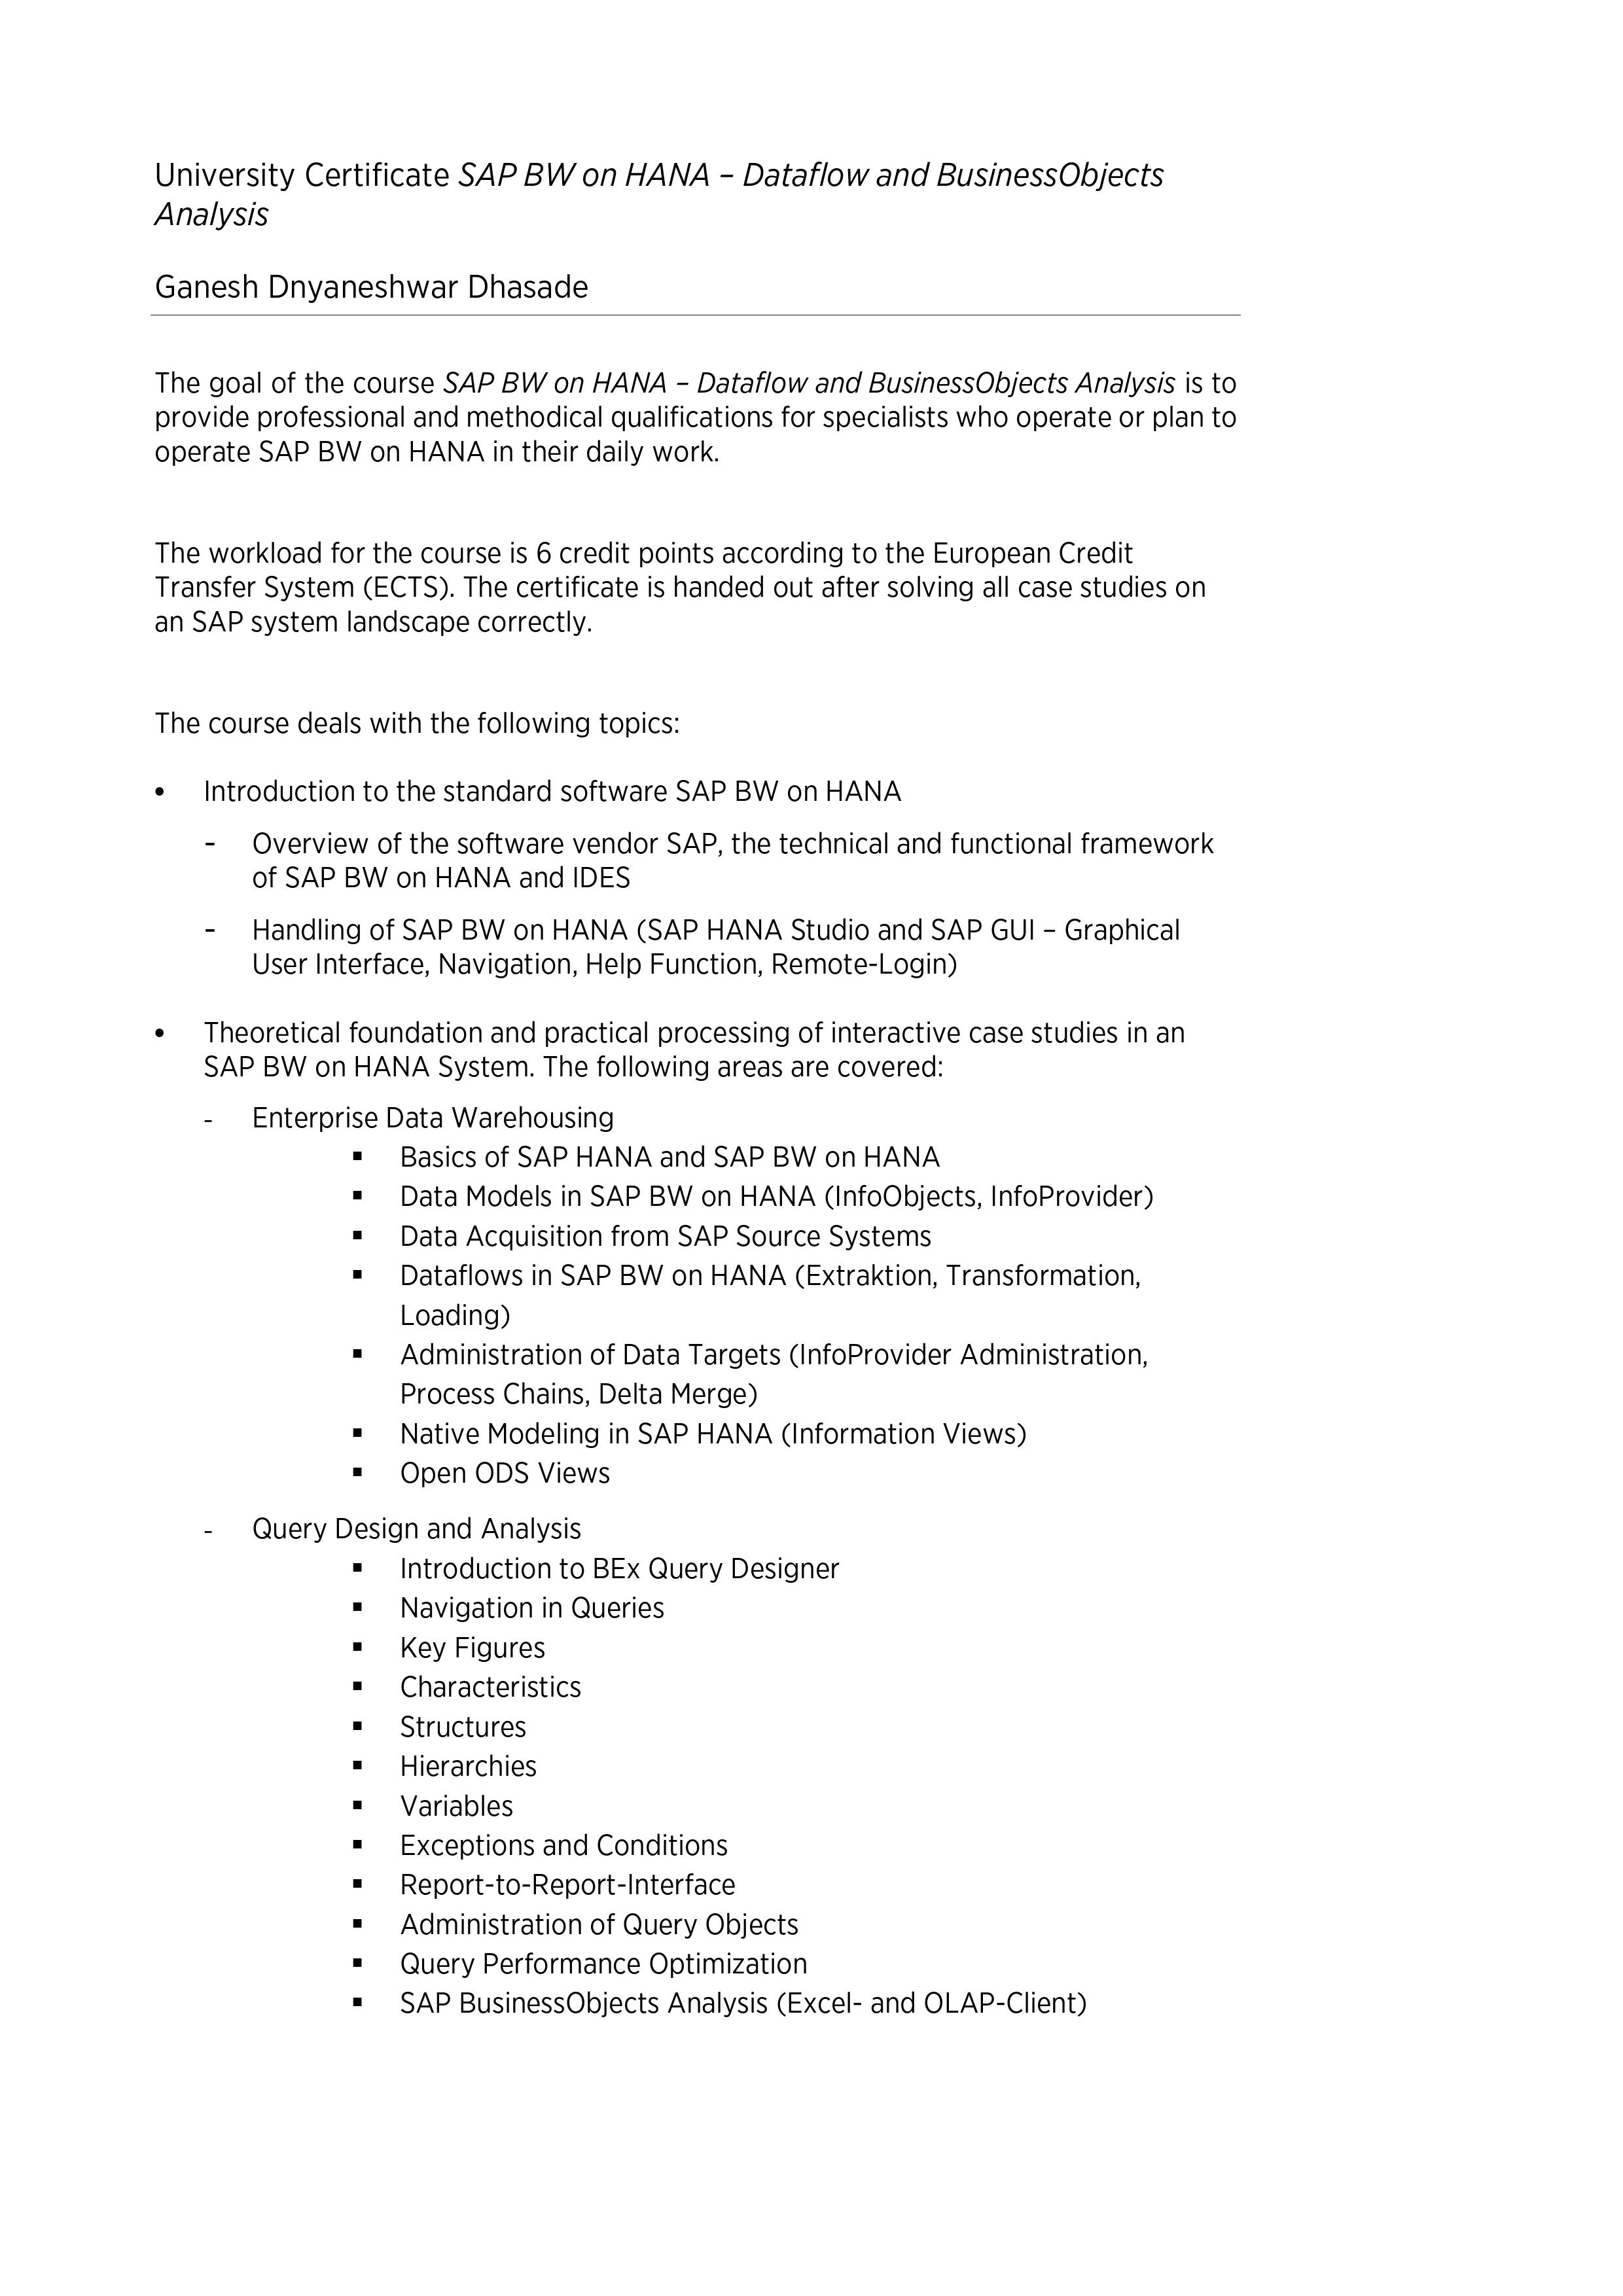 University Certificate SAP BW on HANA – Dataflow and BusinessObjects
Analysis
Ganesh Dnyaneshwar Dhasade
The goal of the course SAP BW on HANA – Dataflow and BusinessObjects Analysis is to
provide professional and methodical qualifications for specialists who operate or plan to
operate SAP BW on HANA in their daily work.
The workload for the course is 6 credit points according to the European Credit
Transfer System (ECTS). The certificate is handed out after solving all case studies on
an SAP system landscape correctly.
The course deals with the following topics:
• Introduction to the standard software SAP BW on HANA
- Overview of the software vendor SAP, the technical and functional framework
of SAP BW on HANA and IDES
- Handling of SAP BW on HANA (SAP HANA Studio and SAP GUI – Graphical
User Interface, Navigation, Help Function, Remote-Login)
• Theoretical foundation and practical processing of interactive case studies in an
SAP BW on HANA System. The following areas are covered:
- Enterprise Data Warehousing
▪ Basics of SAP HANA and SAP BW on HANA
▪ Data Models in SAP BW on HANA (InfoObjects, InfoProvider)
▪ Data Acquisition from SAP Source Systems
▪ Dataflows in SAP BW on HANA (Extraktion, Transformation,
Loading)
▪ Administration of Data Targets (InfoProvider Administration,
Process Chains, Delta Merge)
▪ Native Modeling in SAP HANA (Information Views)
▪ Open ODS Views
- Query Design and Analysis
▪ Introduction to BEx Query Designer
▪ Navigation in Queries
▪ Key Figures
▪ Characteristics
▪ Structures
▪ Hierarchies
▪ Variables
▪ Exceptions and Conditions
▪ Report-to-Report-Interface
▪ Administration of Query Objects
▪ Query Performance Optimization
▪ SAP BusinessObjects Analysis (Excel- and OLAP-Client)